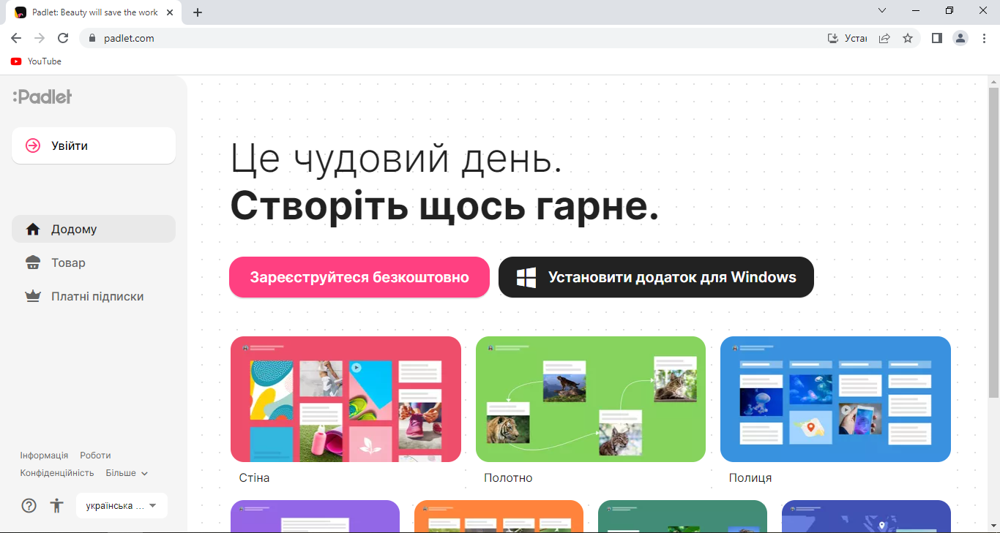 Padlet: Beauty will save the work
padlet.com
Устан
YouTube
:Padlet
Увійти
Додому
Товар
Платні підписки
Інформація Роботи
Конфіденційність Більше
українська ...
Це чудовий день.
Створіть щось гарне.
Зареєструйтеся безкоштовно
Установити додаток для Windows
Стіна
Полотно
Полиця